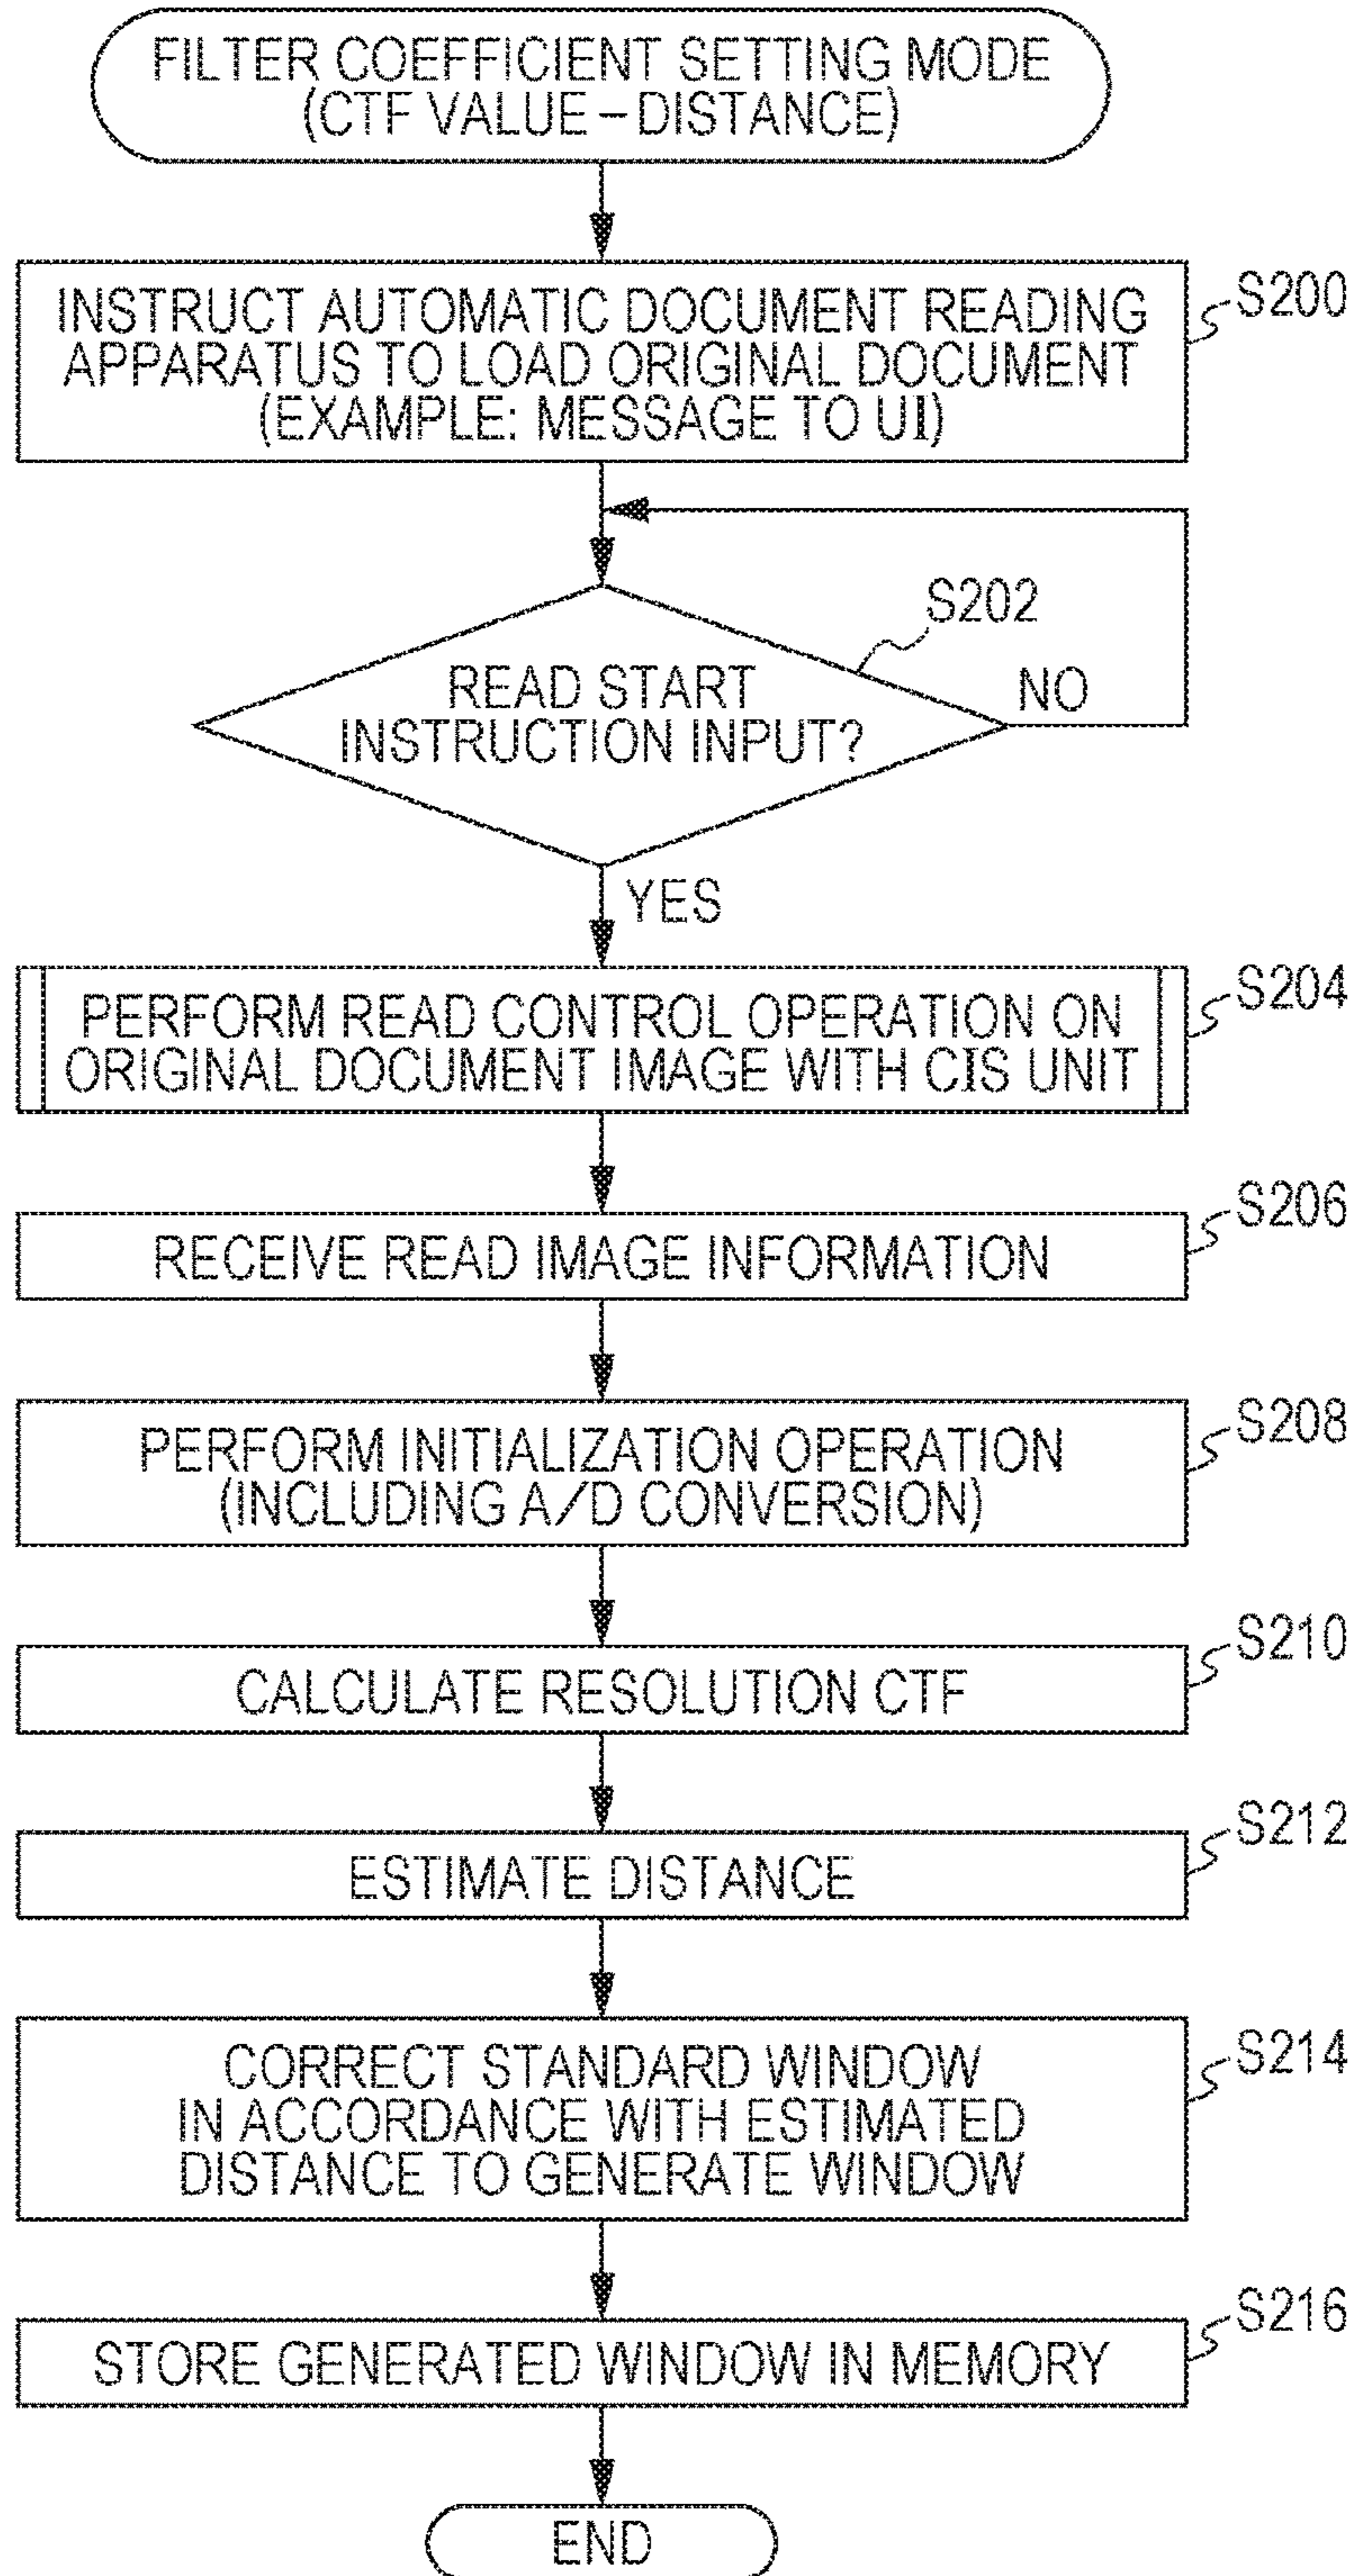 FILTER COEFFICIENT SETTING MODE
(CTF VALUE – DISTANCE)
INSTRUCT AUTOMATIC DOCUMENT READING
APPARATUS TO LOAD ORIGINAL DOCUMENT
(EXAMPLE: MESSAGE TO UI)
S200
S202
READ START
INSTRUCTION INPUT?
NO
YES
PERFORM READ CONTROL OPERATION ON
ORIGINAL DOCUMENT IMAGE WITH CIS UNIT
S204
RECEIVE READ IMAGE INFORMATION
S206
PERFORM INITIALIZATION OPERATION
(INCLUDING A/D CONVERSION)
S208
CALCULATE RESOLUTION CTF
S210
ESTIMATE DISTANCE
S212
CORRECT STANDARD WINDOW
IN ACCORDANCE WITH ESTIMATED
DISTANCE TO GENERATE WINDOW
S214
STORE GENERATED WINDOW IN MEMORY
S216
END